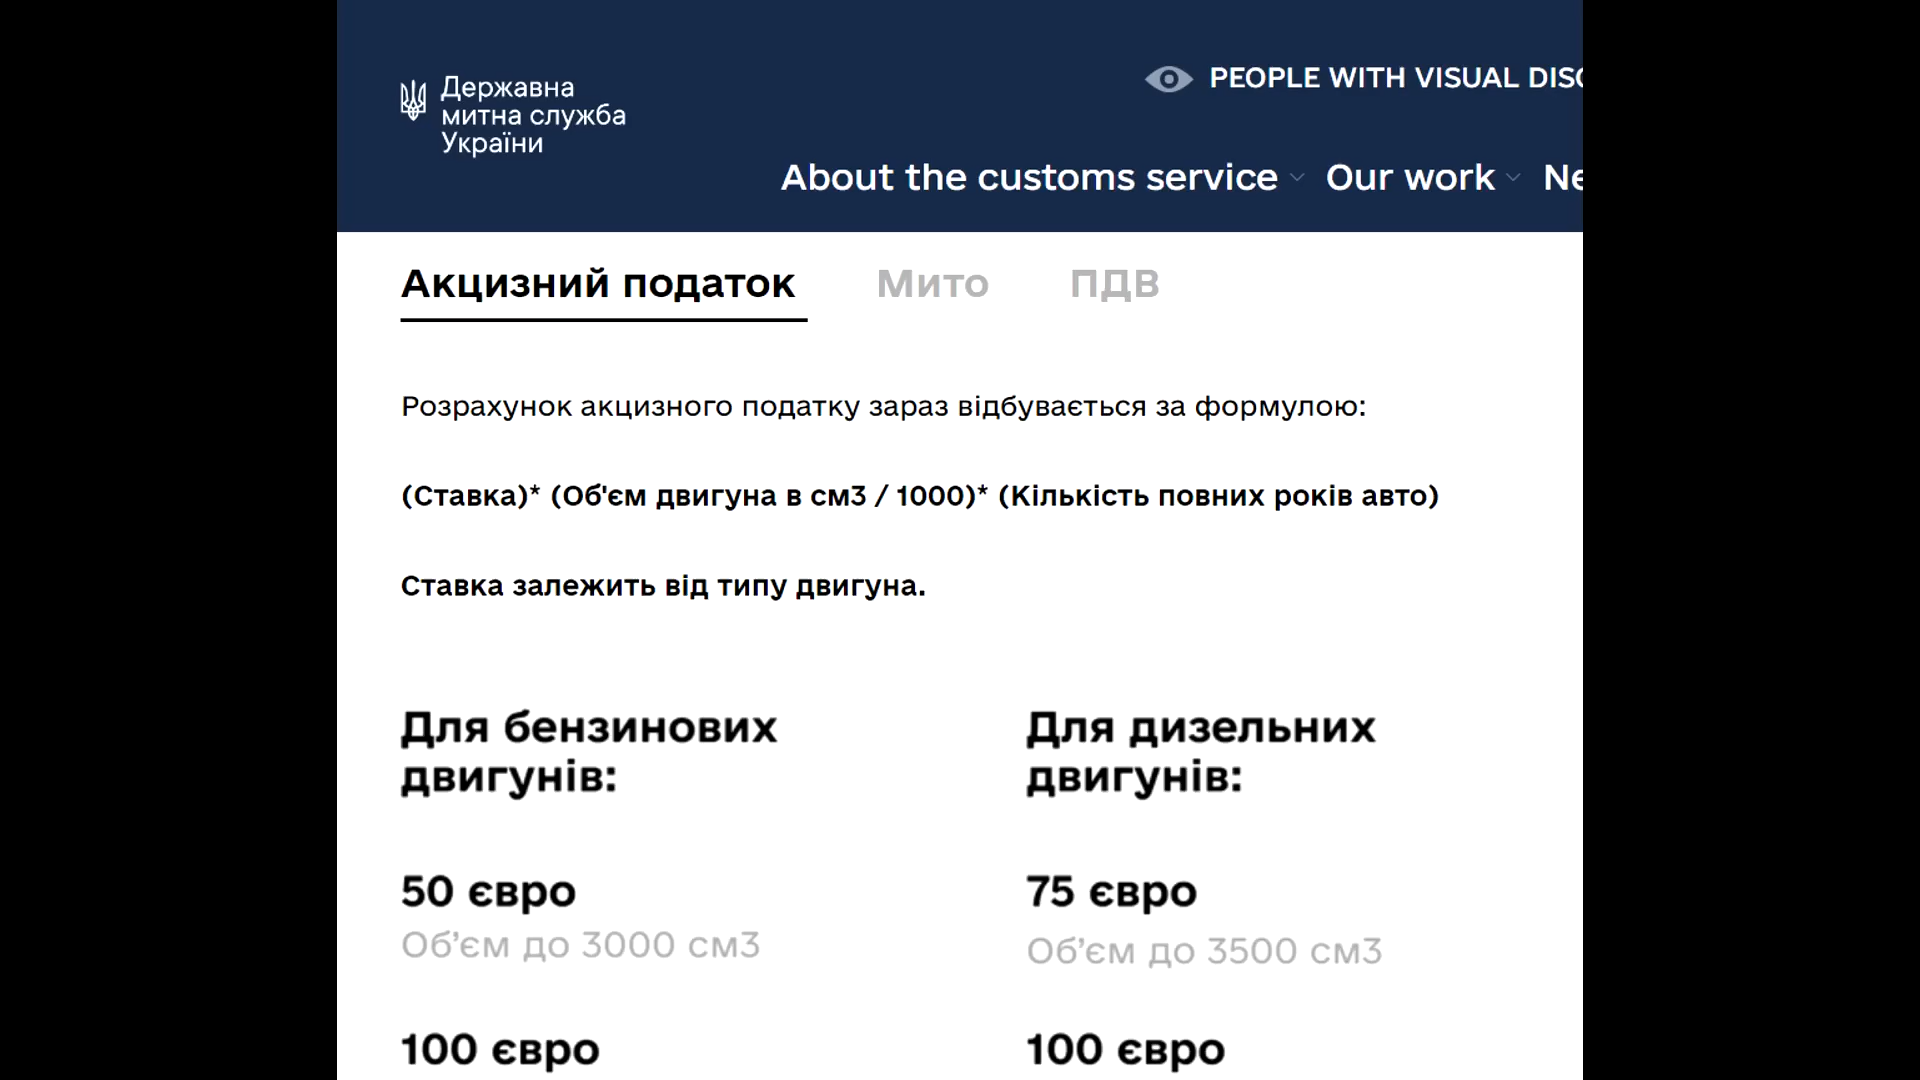 Державна
митна служба
України
PEOPLE WITH VISUAL
About the customs service
Our work
Акцизний податок
Мито
ПДВ
Розрахунок акцизного податку зараз відбувається за формулою:
(Ставка)* (Об'єм двигуна в см3 / 1000)* (Кількість повних років авто)
Ставка залежить від типу двигуна.
Для бензинових
двигунів:
50 євро
Об’єм до 3000 см3
100 євро
Для дизельних
двигунів:
75 євро
Об’єм до 3500 см3
100 євро